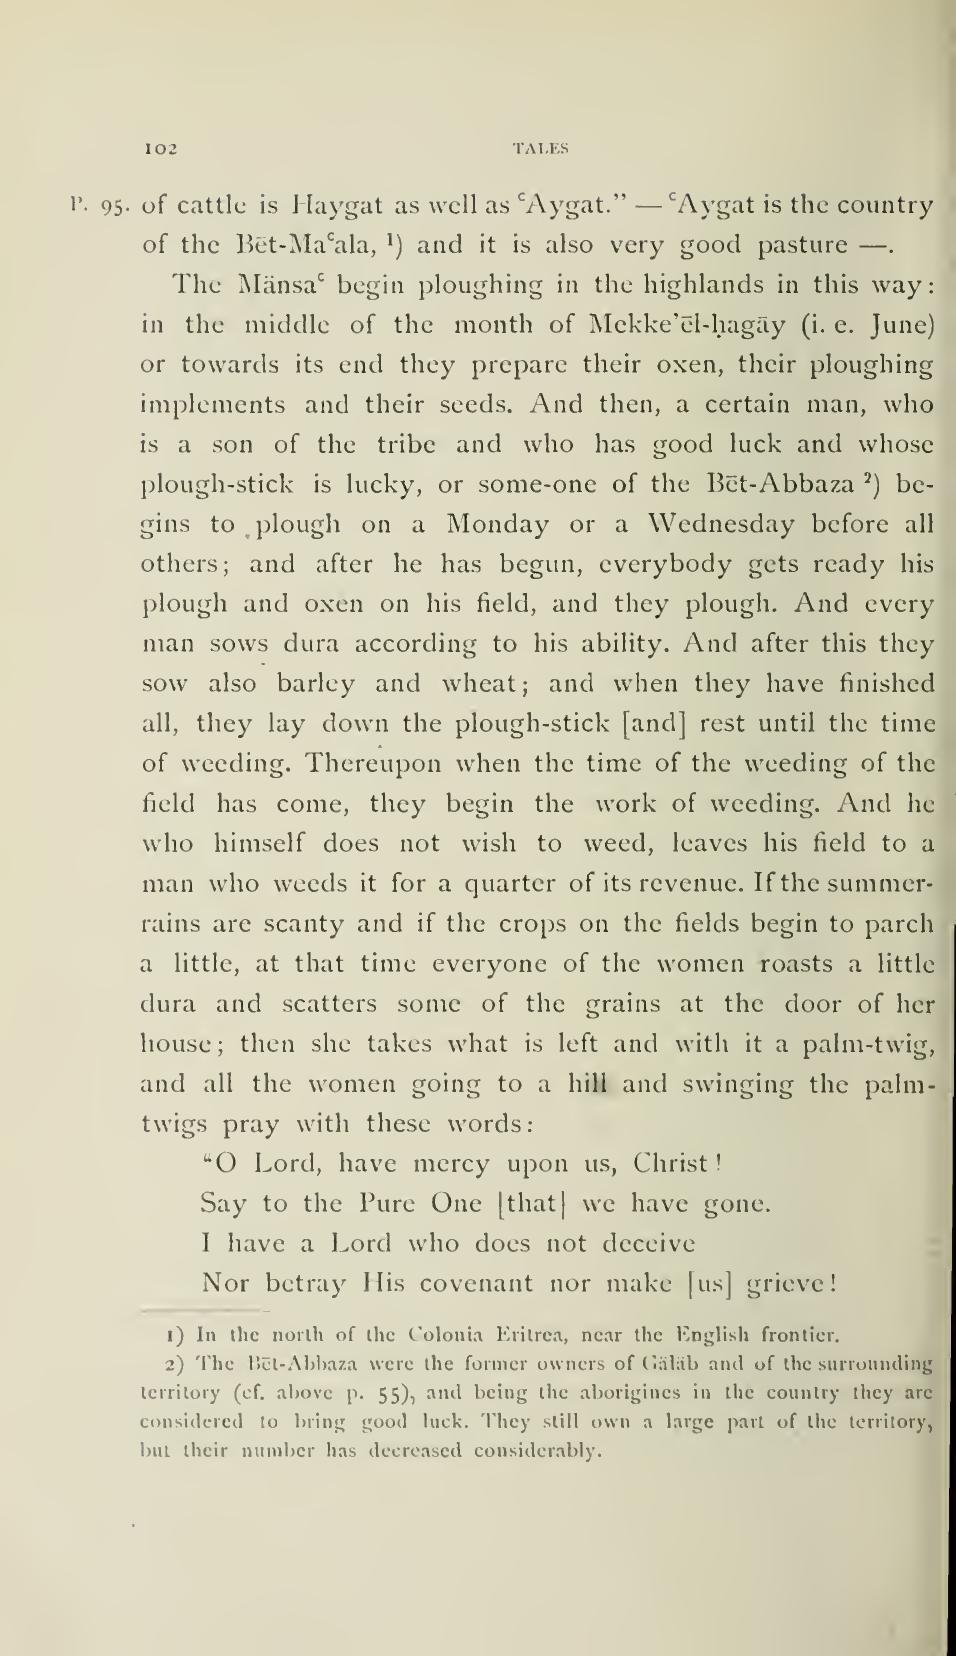 102 TALES
P. 95. of cattle is Haygat as well as ʿAygat." — ʿAygat is the country
of the Bēt-Maʿala, ¹) and it is also very good pasture —.
The Mänsaʿ begin ploughing in the highlands in this way:
in the middle of the month of Mekke'ēl-ḥagāy (i. e. June)
or towards its end they prepare their oxen, their ploughing
implements and their seeds. And then, a certain man, who
is a son of the tribe and who has good luck and whose
plough-stick is lucky, or some-one of the Bēt-Abbaza ²) be-
gins to plough on a Monday or a Wednesday before all
others; and after he has begun, everybody gets ready his
plough and oxen on his field, and they plough. And every
man sows dura according to his ability. And after this they
sow also barley and wheat; and when they have finished
all, they lay down the plough-stick [and] rest until the time
of weeding. Thereupon when the time of the weeding of the
field has come, they begin the work of weeding. And he
who himself does not wish to weed, leaves his field to a
man who weeds it for a quarter of its revenue. If the summer-
rains are scanty and if the crops on the fields begin to parch
a little, at that time everyone of the women roasts a little
dura and scatters some of the grains at the door of her
house; then she takes what is left and with it a palm-twig,
and all the women going to a hill and swinging the palm-
twigs pray with these words:
"O Lord, have mercy upon us, Christ!
Say to the Pure One [that] we have gone.
I have a Lord who does not deceive
Nor betray His covenant nor make [us] grieve!
1) In the north of the Colonia Eritrea, near the English frontier.
2) The Bēt-Abbaza were the former owners of Gäläb and of the surrounding
territory (cf. above p. 55), and being the aborigines in the country they are
considered to bring good luck. They still own a large part of the territory,
but their number has decreased considerably.